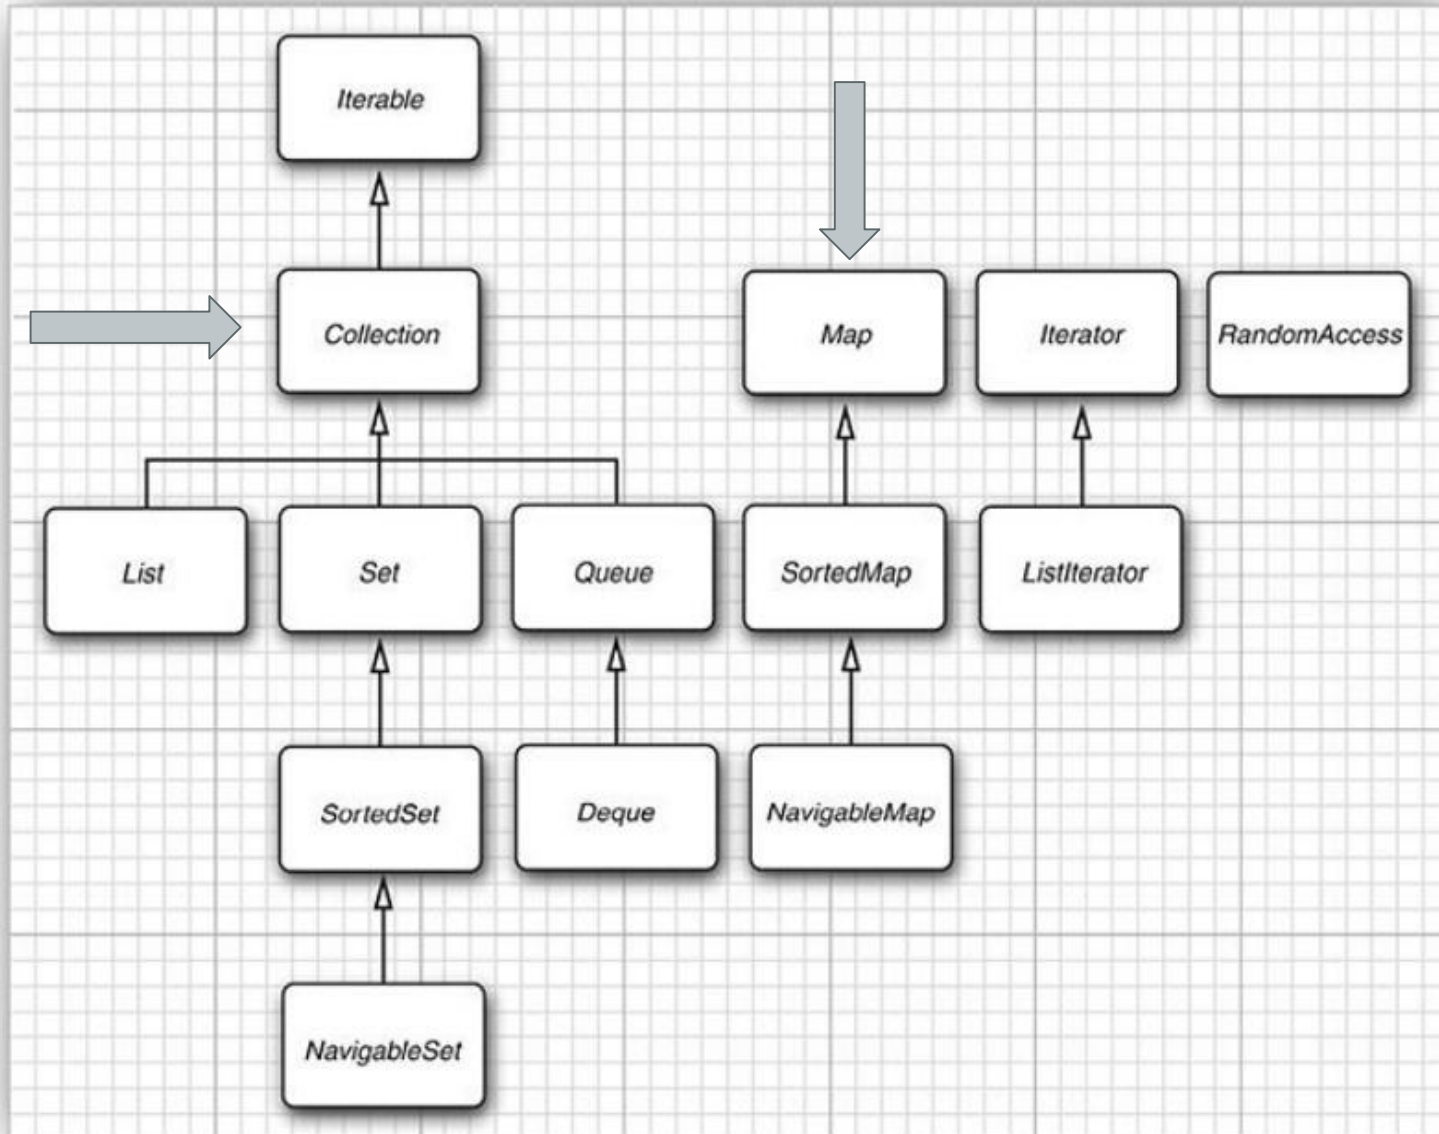 Iterable
Collection
Map
Iterator
RandomAccess
List
Set
Queue
SortedMap
ListIterator
SortedSet
Deque
NavigableMap
NavigableSet